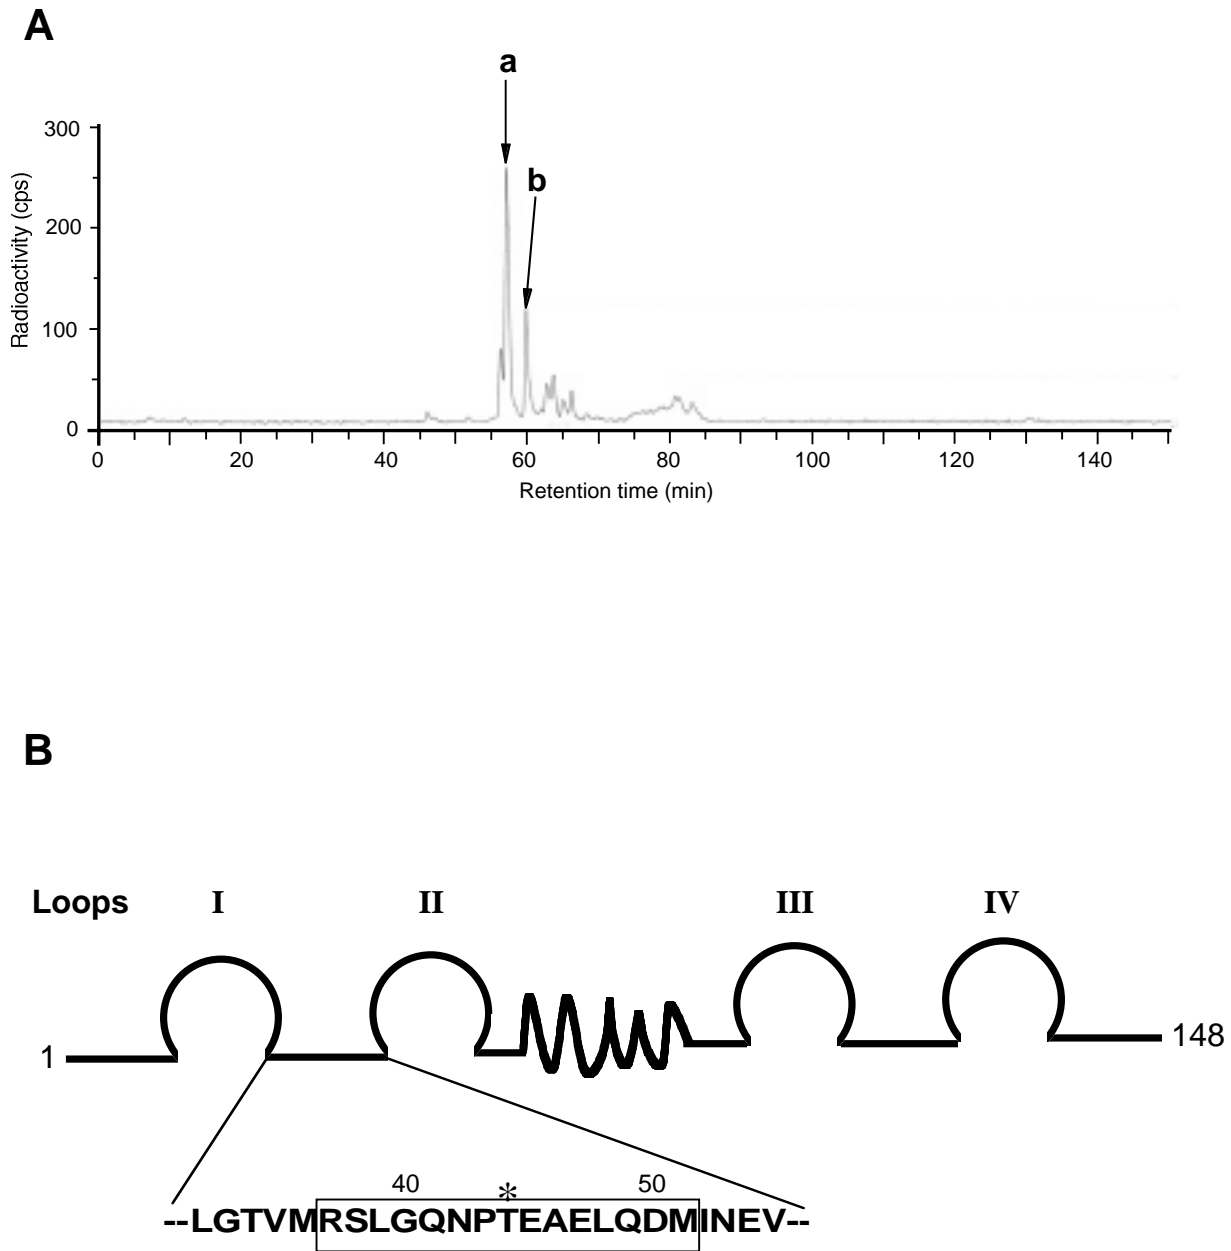 A
a
b
300
200
100
0
Radioactivity (cps)
0 20 40 60 80 100 120 140
Retention time (min)
B
Loops I II III IV
1 148
40 * 50
--LGTVMRSLGQNPTEAELQDMINEV--